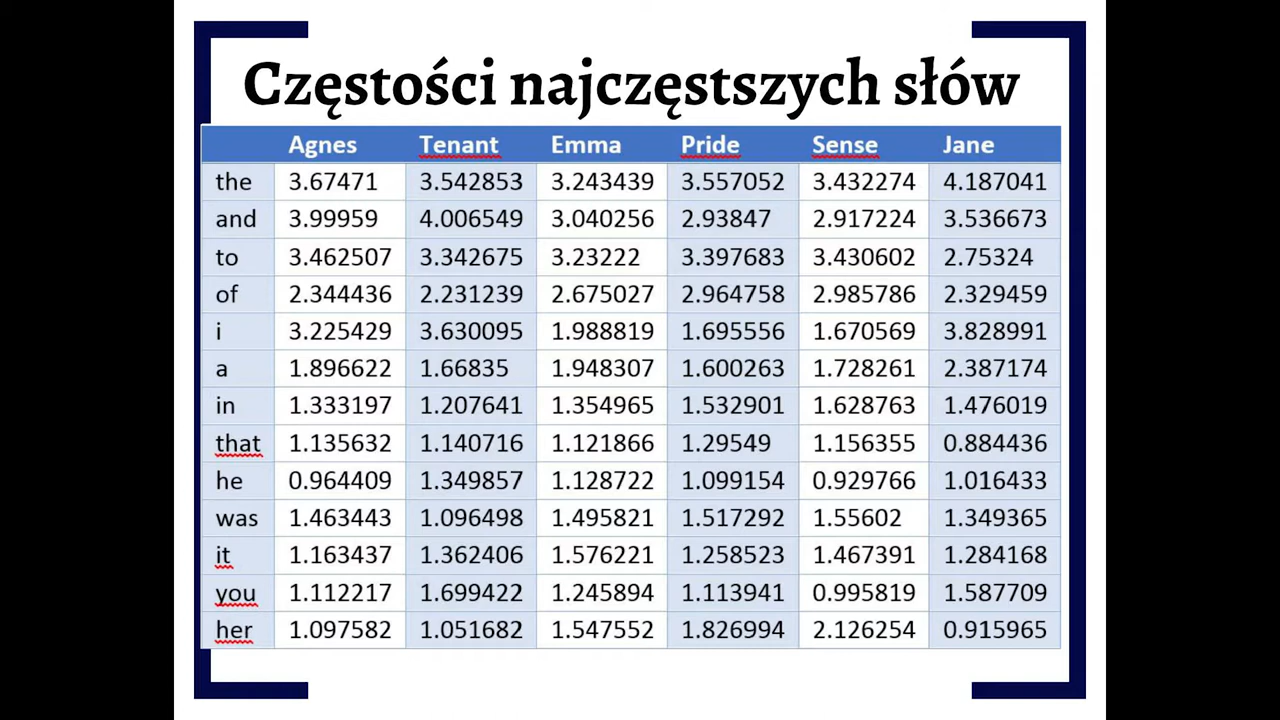 Częstości najczęstszych słów
Agnes Tenant Emma Pride Sense Jane
the 3.67471 3.542853 3.243439 3.557052 3.432274 4.187041
and 3.99959 4.006549 3.040256 2.93847 2.917224 3.536673
to 3.462507 3.342675 3.23222 3.397683 3.430602 2.75324
of 2.344436 2.231239 2.675027 2.964758 2.985786 2.329459
i 3.225429 3.630095 1.988819 1.695556 1.670569 3.828991
a 1.896622 1.66835 1.948307 1.600263 1.728261 2.387174
in 1.333197 1.207641 1.354965 1.532901 1.628763 1.476019
that 1.135632 1.140716 1.121866 1.29549 1.156355 0.884436
he 0.964409 1.349857 1.128722 1.099154 0.929766 1.016433
was 1.463443 1.096498 1.495821 1.517292 1.55602 1.349365
it 1.163437 1.362406 1.576221 1.258523 1.467391 1.284168
you 1.112217 1.699422 1.245894 1.113941 0.995819 1.587709
her 1.097582 1.051682 1.547552 1.826994 2.126254 0.915965